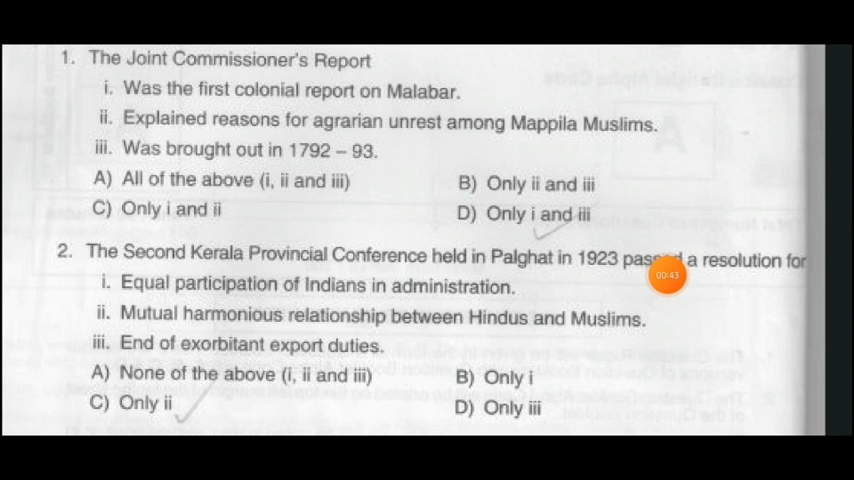 1. The Joint Commissioner's Report
i. Was the first colonial report on Malabar.
ii. Explained reasons for agrarian unrest among Mappila Muslims.
iii. Was brought out in 1792 – 93.
A) All of the above (i, ii and iii) B) Only ii and iii
C) Only i and ii D) Only i and iii
2. The Second Kerala Provincial Conference held in Palghat in 1923 a resolution for
00:43
i. Equal participation of Indians in administration.
ii. Mutual harmonious relationship between Hindus and Muslims.
iii. End of exorbitant export duties.
A) None of the above (i, ii and iii) B) Only i
C) Only ii D) Only iii